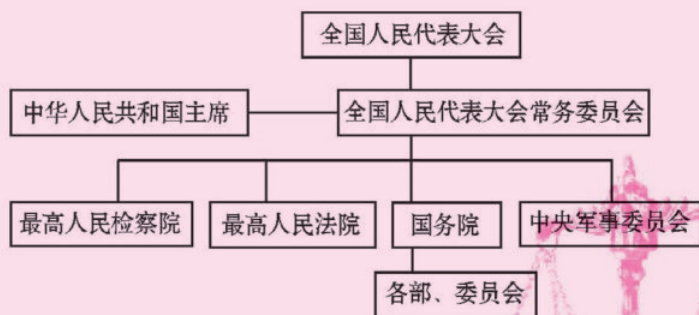 全国人民代表大会
中华人民共和国主席
全国人民代表大会常务委员会
最高人民检察院
最高人民法院
国务院
中央军事委员会
各部、委员会